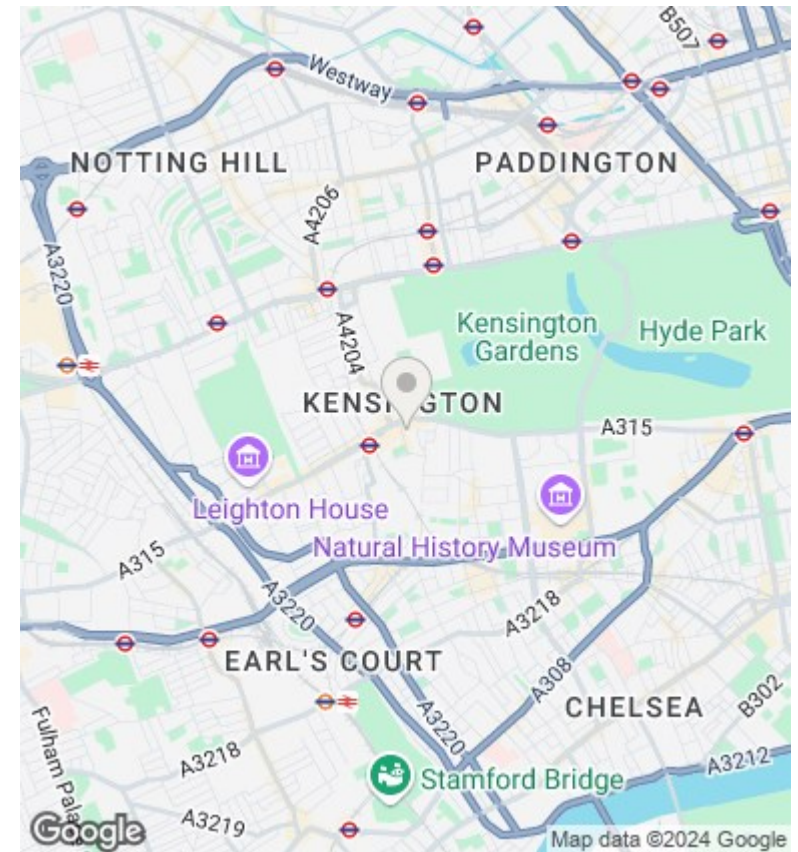 B507
Westway
NOTTING HILL
PADDINGTON
A4206
A3220
A4204
Kensington
Gardens
Hyde Park
KENSINGTON
A315
Leighton House
Natural History Museum
A315
A3220
A3218
EARL'S COURT
A308
CHELSEA
B302
A3220
Fulham Pala
A3218
A3212
Stamford Bridge
A3219
Google
Map data ©2024 Google